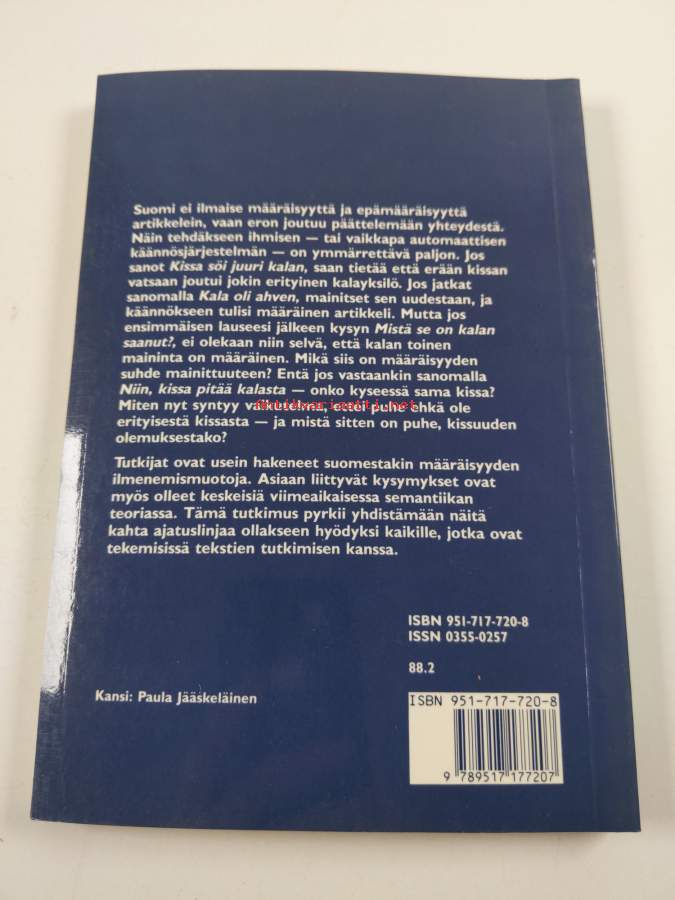 Suomi ei ilmaise määräisyyttä ja epämääräisyyttä
artikkelein, vaan eron joutuu päättelemään yhteydestä.
Näin tehdäkseen ihmisen — tai vaikkapa automaattisen
käännösjärjestelmän — on ymmärrettävä paljon. Jos
sanot Kissa söi juuri kalan, saan tietää että erään kissan
vatsaan joutui jokin erityinen kalayksilö. Jos jatkat
sanomalla Kala oli ahven, mainitset sen uudestaan, ja
käännökseen tulisi määräinen artikkeli. Mutta jos
ensimmäisen lauseesi jälkeen kysyn Mistä se on kalan
saanut?, ei olekaan niin selvä, että kalan toinen
maininta on määräinen. Mikä siis on määräisyyden
suhde mainittuuteen? Entä jos vastaankin sanomalla
Niin, kissa pitää kalasta — onko kyseessä sama kissa?
Miten nyt syntyy vaikutelma, ettei puhe ehkä ole
Antikvariaatti.net
erityisestä kissasta — ja mistä sitten on puhe, kissuuden
olemuksestako?
Tutkijat ovat usein hakeneet suomestakin määräisyyden
ilmenemismuotoja. Asiaan liittyvät kysymykset ovat
myös olleet keskeisiä viimeaikaisessa semantiikan
teoriassa. Tämä tutkimus pyrkii yhdistämään näitä
kahta ajatuslinjaa ollakseen hyödyksi kaikille, jotka ovat
tekemisissä tekstien tutkimisen kanssa.
ISBN 951-717-720-8
ISSN 0355-0257
88.2
Kansi: Paula Jääskeläinen
ISBN 951-717-720-8
9 789517 177207